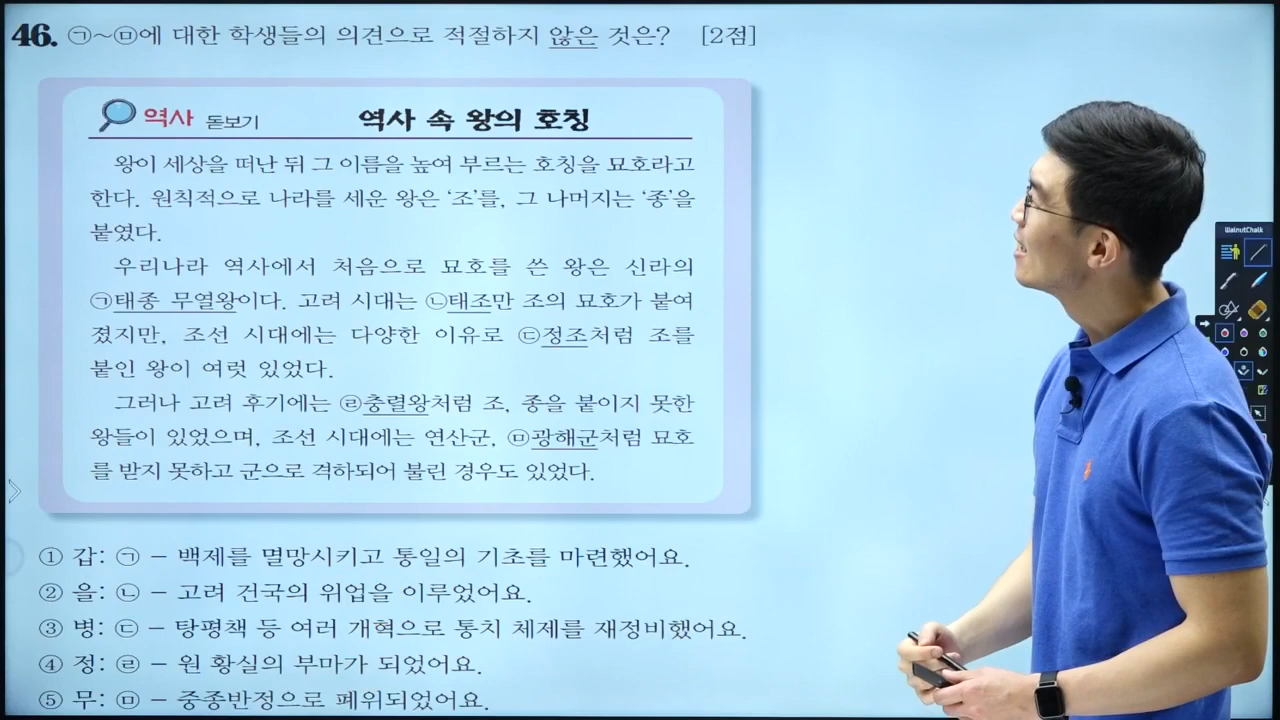 46. ㉠～㉤에 대한 학생들의 의견으로 적절하지 않은 것은? [2점]
역사 돋보기 역사 속 왕의 호칭
왕이 세상을 떠난 뒤 그 이름을 높여 부르는 호칭을 묘호라고
한다. 원칙적으로 나라를 세운 왕은 ‘조’를, 그 나머지는 ‘종’을
붙였다.
우리나라 역사에서 처음으로 묘호를 쓴 왕은 신라의
㉠태종 무열왕이다. 고려 시대는 ㉡태조만 조의 묘호가 붙여
졌지만, 조선 시대에는 다양한 이유로 ㉢정조처럼 조를
붙인 왕이 여럿 있었다.
그러나 고려 후기에는 ㉣충렬왕처럼 조, 종을 붙이지 못한
왕들이 있었으며, 조선 시대에는 연산군, ㉤광해군처럼 묘호
를 받지 못하고 군으로 격하되어 불린 경우도 있었다.
① 갑: ㉠ - 백제를 멸망시키고 통일의 기초를 마련했어요.
② 을: ㉡ - 고려 건국의 위업을 이루었어요.
③ 병: ㉢ - 탕평책 등 여러 개혁으로 통치 체제를 재정비했어요.
④ 정: ㉣ - 원 황실의 부마가 되었어요.
⑤ 무: ㉤ - 중종반정으로 폐위되었어요.
WalnutChalk